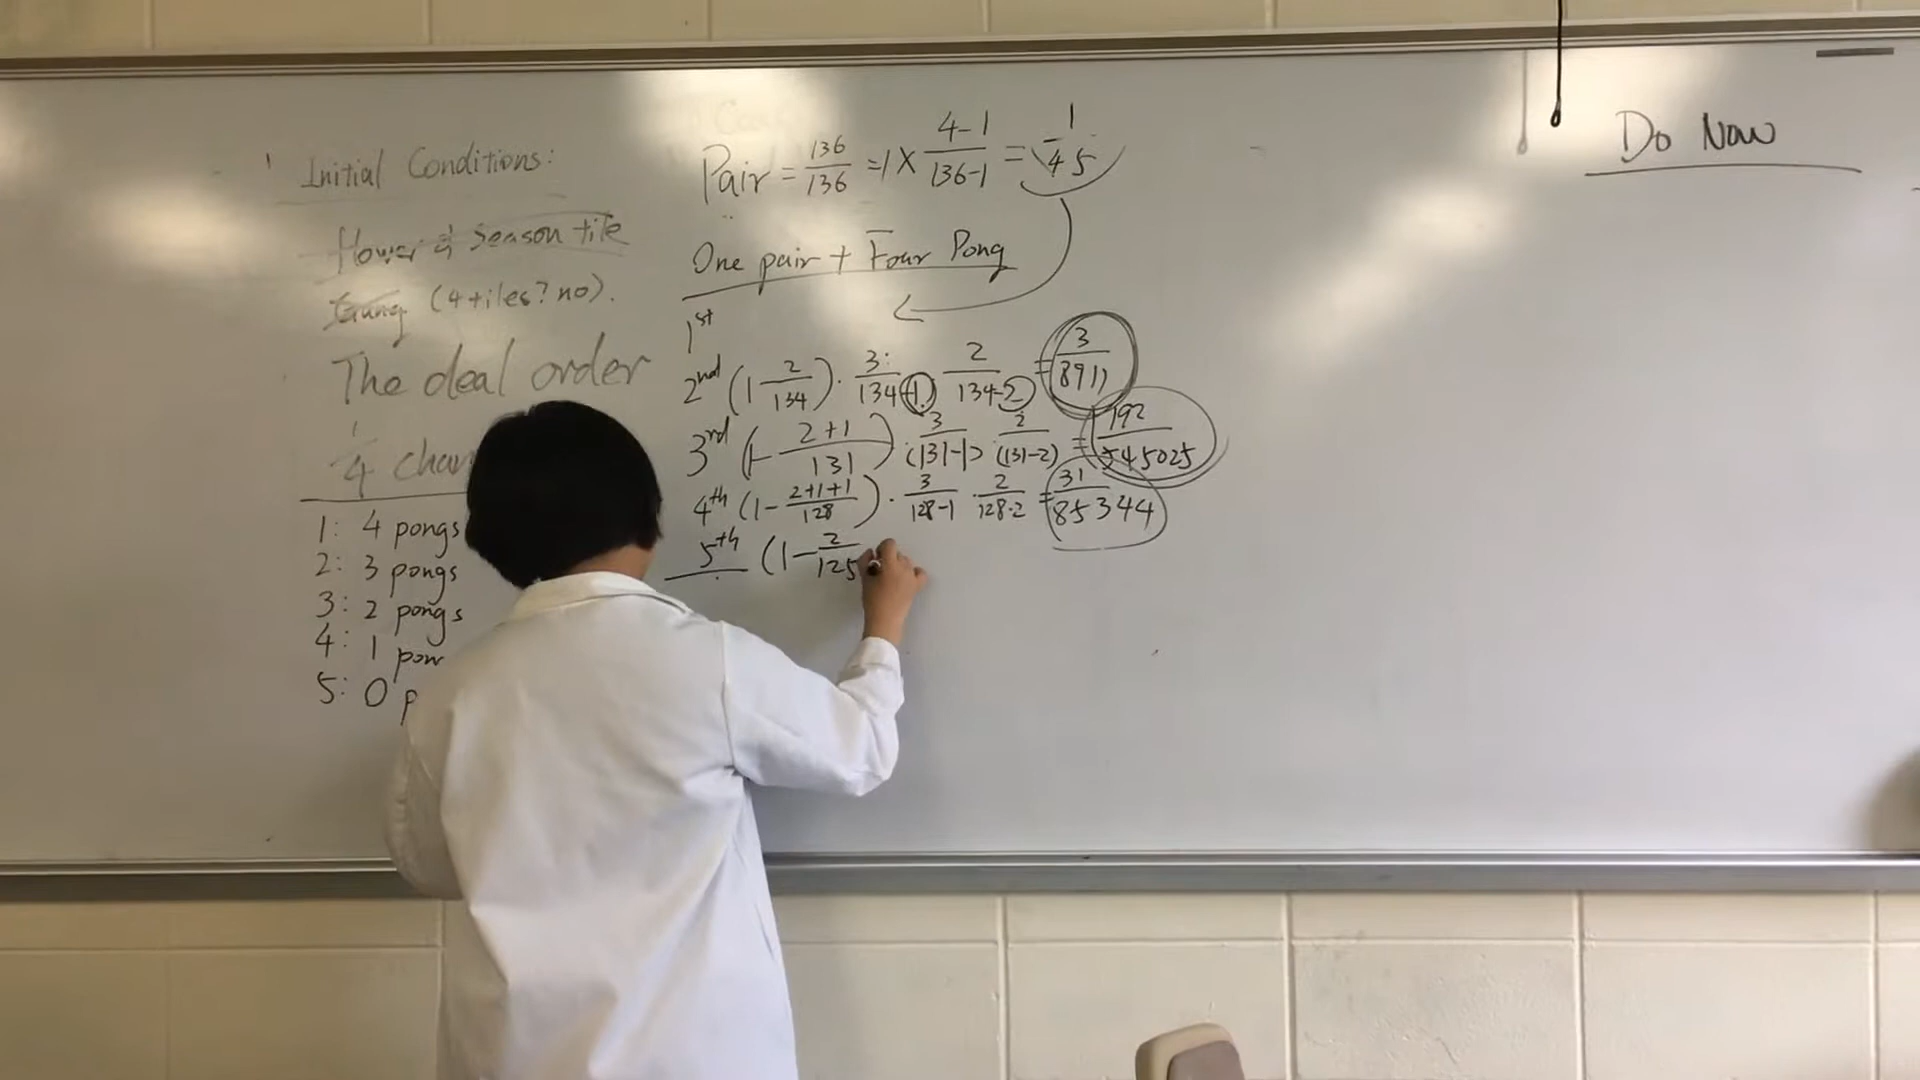 Initial Conditions:
Flower & Season tile
(4 tiles? no).
The deal order
1/4 chan
1: 4 pongs
2: 3 pongs
3: 2 pongs
4: 1 pon
5: 0 p
Pair = 136/136 = 1 × 4-1/136-1 = 1/45
One pair + Four Pong
1st
2nd (1 - 2/134) · 3/134-1 · 2/134-2 = 3/8911
3rd (1 - 2+1/131) · 3/(131-1) · 2/(131-2) = 192/545025
4th (1 - 2+1+1/128) · 3/128-1 · 2/128-2 = 31/85344
5th (1 - 2/125
Do Now